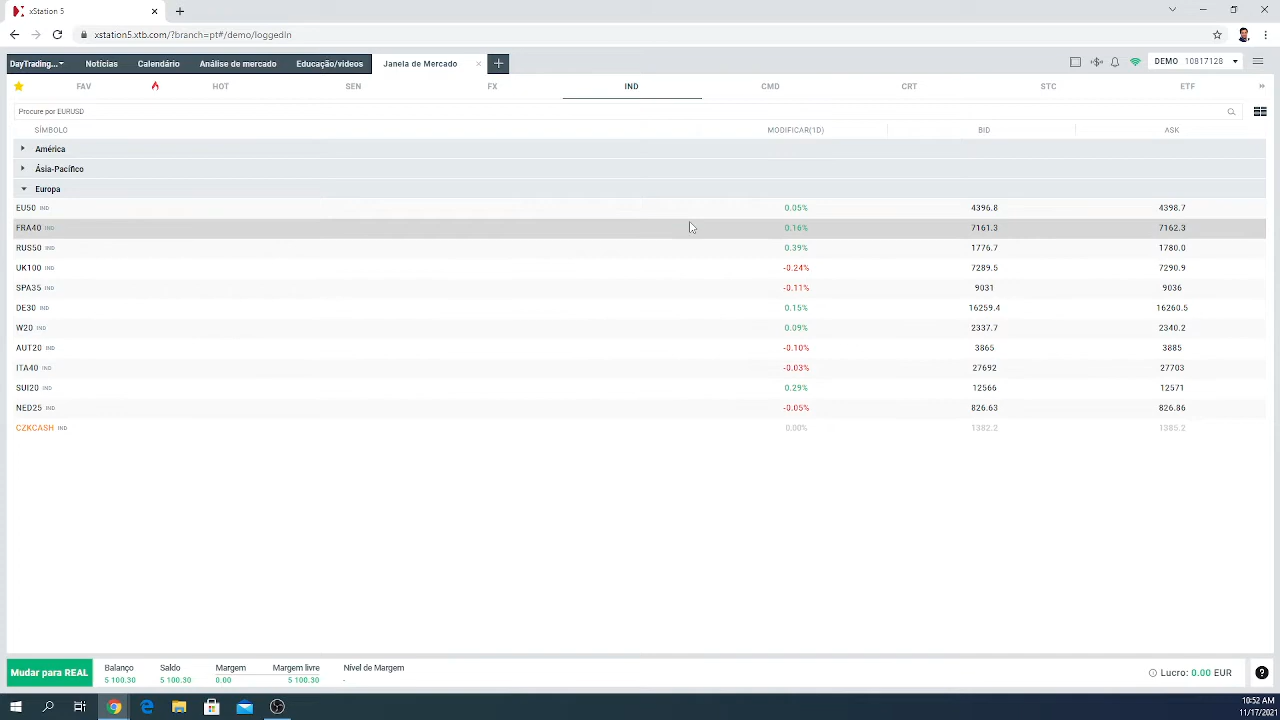 xStation 5
xstation5.xtb.com/?branch=pt#/demo/loggedIn
DayTrading... Notícias Calendário Análise de mercado Educação/videos Janela de Mercado DEMO 10817128
FAV HOT SEN FX IND CMD CRT STC ETF
Procure por EURUSD
SÍMBOLO MODIFICAR(1D) BID ASK
América
Ásia-Pacífico
Europa
EU50 IND 0.05% 4396.8 4398.7
FRA40 IND 0.16% 7161.3 7162.3
RUS50 IND 0.39% 1776.7 1780.0
UK100 IND -0.24% 7289.5 7290.9
SPA35 IND -0.11% 9031 9036
DE30 IND 0.15% 16259.4 16260.5
W20 IND 0.09% 2337.7 2340.2
AUT20 IND -0.10% 3865 3885
ITA40 IND -0.03% 27692 27703
SUI20 IND 0.29% 12566 12571
NED25 IND -0.05% 826.63 826.86
CZKCASH IND 0.00% 1382.2 1385.2
Mudar para REAL
Balanço Saldo Margem Margem livre Nível de Margem
5 100.30 5 100.30 0.00 5 100.30 -
Lucro: 0.00 EUR
10:52 AM
11/17/2021